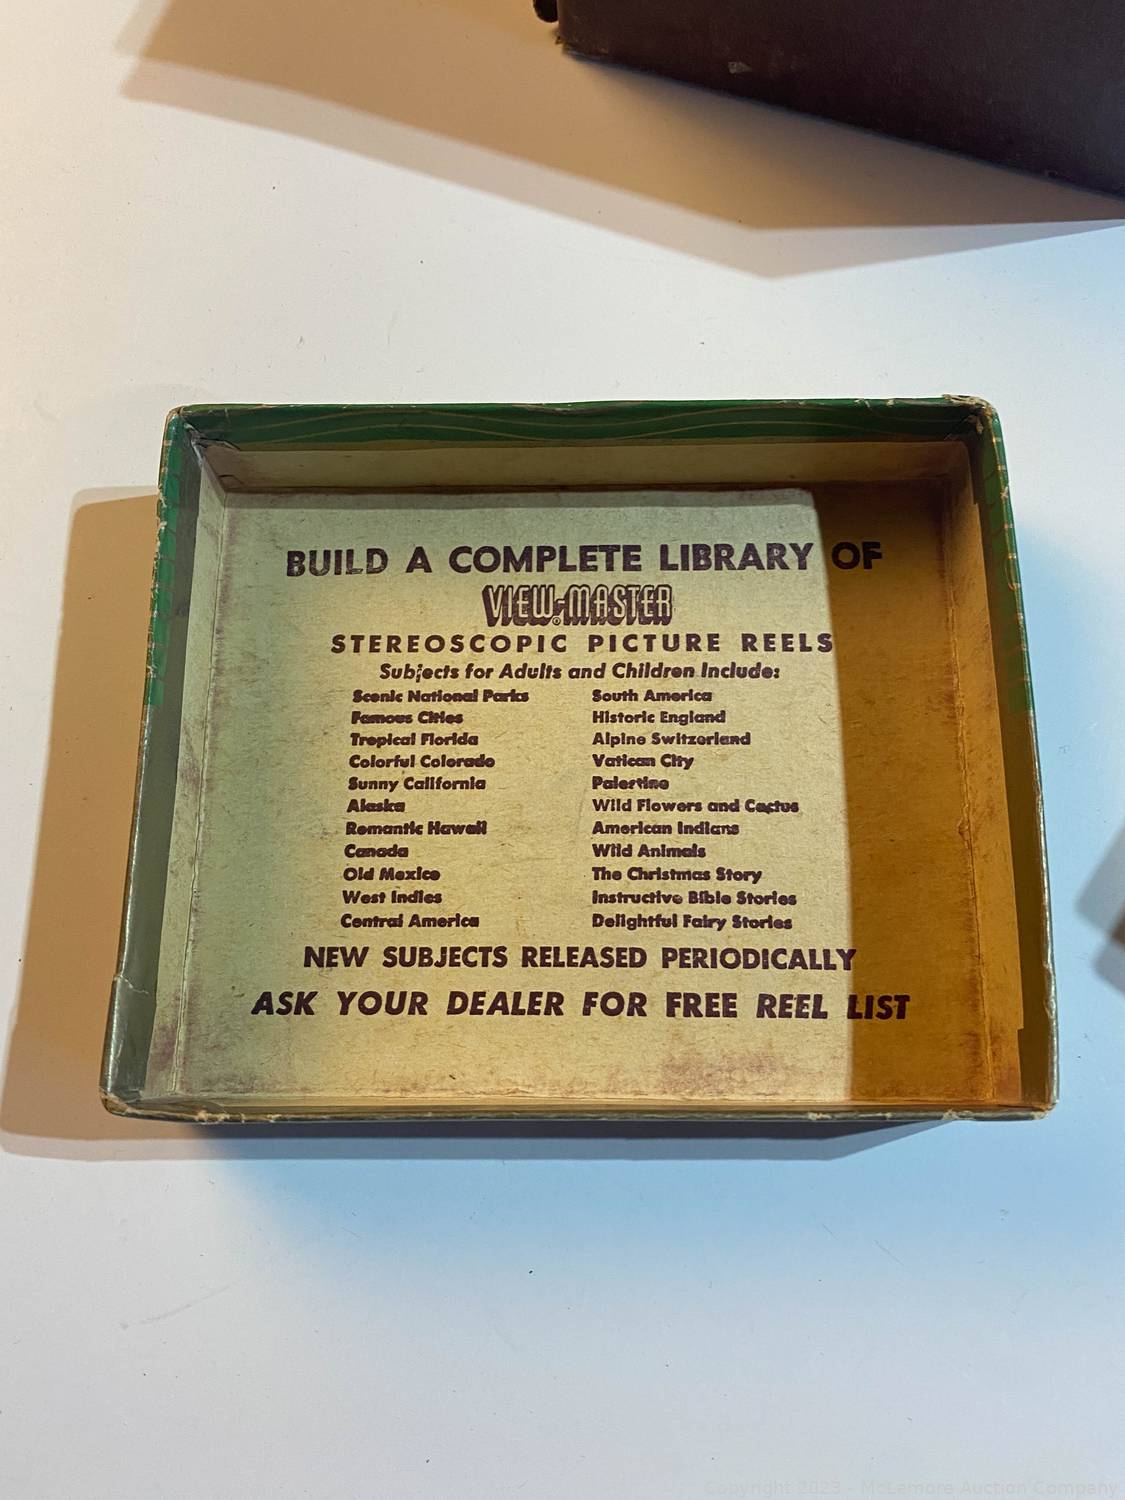 BUILD A COMPLETE LIBRARY OF
VIEW-MASTER®
STEREOSCOPIC PICTURE REELS
Subjects for Adults and Children Include:
Scenic National Parks
Famous Cities
Tropical Florida
Colorful Colorado
Sunny California
Alaska
Romantic Hawaii
Canada
Old Mexico
West Indies
Central America
South America
Historic England
Alpine Switzerland
Vatican City
Palestine
Wild Flowers and Cactus
American Indians
Wild Animals
The Christmas Story
Instructive Bible Stories
Delightful Fairy Stories
NEW SUBJECTS RELEASED PERIODICALLY
ASK YOUR DEALER FOR FREE REEL LIST
Copyright 2023 - McLemore Auction Company